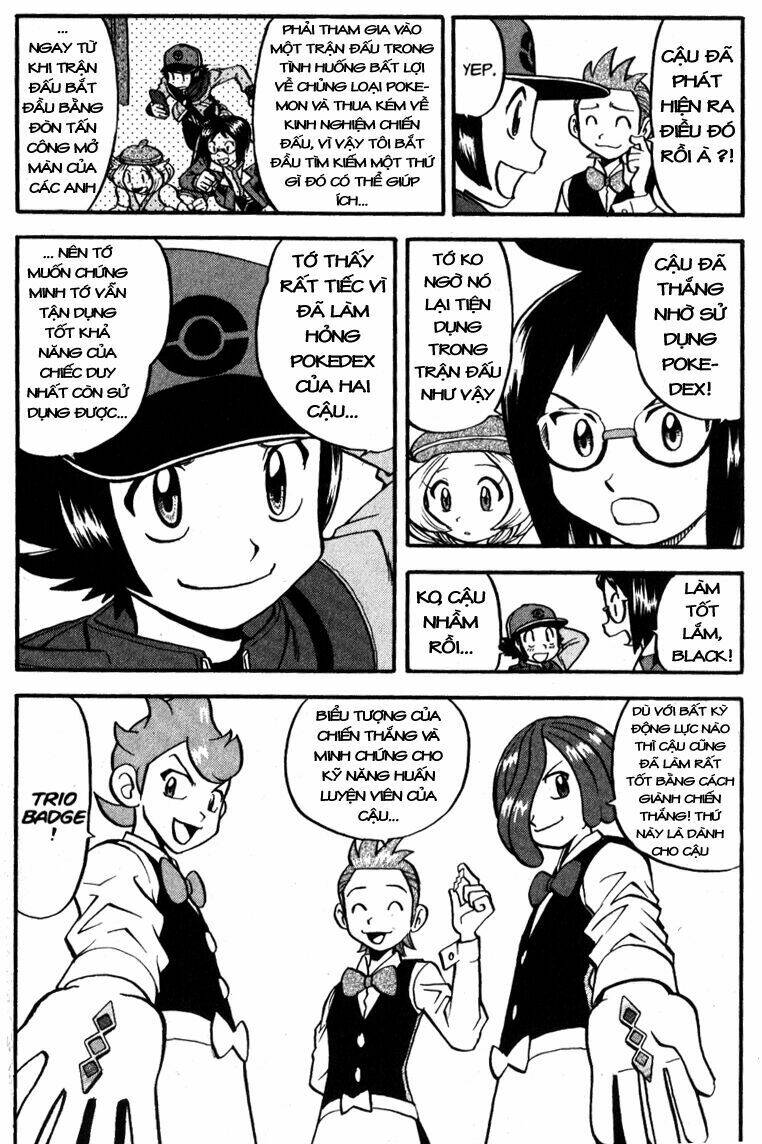 CẬU ĐÃ
PHÁT
HIỆN RA
ĐIỀU ĐÓ
RỒI À ?!
YEP.
PHẢI THAM GIA VÀO
MỘT TRẬN ĐẤU TRONG
TÌNH HUỐNG BẤT LỢI
VỀ CHỦNG LOẠI POKE-
MON VÀ THUA KÉM VỀ
KINH NGHIỆM CHIẾN
ĐẤU, VÌ VẬY TÔI BẮT
ĐẦU TÌM KIẾM MỘT THỨ
GÌ ĐÓ CÓ THỂ GIÚP
ÍCH...
...
NGAY TỪ
KHI TRẬN
ĐẤU BẮT
ĐẦU BẰNG
ĐÒN TẤN
CÔNG MỞ
MÀN CỦA
CÁC ANH
CẬU ĐÃ
THẮNG
NHỜ SỬ
DỤNG
POKE-
DEX!
TỚ KO
NGỜ NÓ
LẠI TIỆN
DỤNG
TRONG
TRẬN ĐẤU
NHƯ VẬY
TỚ THẤY
RẤT TIẾC VÌ
ĐÃ LÀM
HỎNG
POKEDEX
CỦA HAI
CẬU...
... NÊN TỚ
MUỐN CHỨNG
MINH TỚ VẪN
TẬN DỤNG
TỐT KHẢ
NĂNG CỦA
CHIẾC DUY
NHẤT CÒN SỬ
DỤNG ĐƯỢC...
LÀM
TỐT
LẮM,
BLACK!
KO, CẬU
NHẦM
RỒI...
DÙ VỚI BẤT KỲ
ĐỘNG LỰC NÀO
THÌ CẬU CŨNG
ĐÃ LÀM RẤT
TỐT BẰNG CÁCH
GIÀNH CHIẾN
THẮNG! THỨ
NÀY LÀ DÀNH
CHO CẬU
BIỂU TƯỢNG CỦA
CHIẾN THẮNG VÀ
MINH CHỨNG CHO
KỸ NĂNG HUẤN
LUYỆN VIÊN CỦA
CẬU...
TRIO
BADGE
!